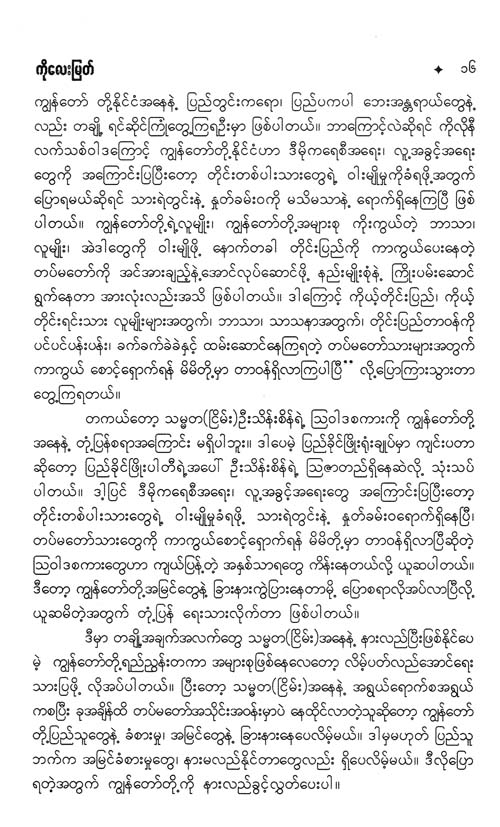 ကိုလေးမြတ် ✦ ၁၆
ကျွန်တော် တို့နိုင်ငံအနေနဲ့ ပြည်တွင်းကရော၊ ပြည်ပကပါ ဘေးအန္တရာယ်တွေနဲ့
လည်း တချို့ ရင်ဆိုင်ကြုံတွေ့ကြရဦးမှာ ဖြစ်ပါတယ်။ ဘာကြောင့်လဲဆိုရင် ကိုလိုနီ
လက်သစ်ဝါဒကြောင့် ကျွန်တော်တို့နိုင်ငံဟာ ဒီမိုကရေစီအရေး၊ လူ့အခွင့်အရေး
တွေကို အကြောင်းပြပြီးတော့ တိုင်းတစ်ပါးသားတွေရဲ့ ဝါးမျိုမှုကိုခံရဖို့အတွက်
ပြောရမယ်ဆိုရင် သားရဲတွင်းနဲ့ နှုတ်ခမ်းဝကို မသိမသာနဲ့ ရောက်ရှိနေကြပြီ ဖြစ်
ပါတယ်။ ကျွန်တော်တို့ရဲ့လူမျိုး၊ ကျွန်တော်တို့အများစု ကိုးကွယ်တဲ့ ဘာသာ၊
လူမျိုး၊ အဲဒါတွေကို ဝါးမျိုဖို့ နောက်တခါ တိုင်းပြည်ကို ကာကွယ်ပေးနေတဲ့
တပ်မတော်ကို အင်အားချည့်နဲ့အောင်လုပ်ဆောင်ဖို့ နည်းမျိုးစုံနဲ့ ကြိုးပမ်းဆောင်
ရွက်နေတာ အားလုံးလည်းအသိ ဖြစ်ပါတယ်။ ဒါကြောင့် ကိုယ့်တိုင်းပြည်၊ ကိုယ့်
တိုင်းရင်းသား လူမျိုးများအတွက်၊ ဘာသာ၊ သာသနာအတွက်၊ တိုင်းပြည်တာဝန်ကို
ပင်ပင်ပန်းပန်း၊ ခက်ခက်ခဲခဲနှင့် ထမ်းဆောင်နေကြရတဲ့ တပ်မတော်သားများအတွက်
ကာကွယ် စောင့်ရှောက်ရန် မိမိတို့မှာ တာဝန်ရှိလာကြပါပြီ" လို့ပြောကြားသွားတာ
တွေ့ကြရတယ်။
တကယ်တော့ သမ္မတ(ငြိမ်း)ဦးသိန်းစိန်ရဲ့ သြဝါဒစကားကို ကျွန်တော်တို့
အနေနဲ့ တုံ့ပြန်စရာအကြောင်း မရှိပါဘူး။ ဒါပေမဲ့ ပြည်ခိုင်ဖြိုးရုံးချုပ်မှာ ကျင်းပတာ
ဆိုတော့ ပြည်ခိုင်ဖြိုးပါတီရဲ့အပေါ် ဦးသိန်းစိန်ရဲ့ သြဇာတည်ရှိနေဆဲလို့ သုံးသပ်
ပါတယ်။ ဒါ့ပြင် ဒီမိုကရေစီအရေး၊ လူ့အခွင့်အရေးတွေ အကြောင်းပြပြီးတော့
တိုင်းတစ်ပါးသားတွေရဲ့ ဝါးမျိုမှုခံရဖို့ သားရဲတွင်းနဲ့ နှုတ်ခမ်းဝရောက်ရှိနေပြီ၊
တပ်မတော်သားတွေကို ကာကွယ်စောင့်ရှောက်ရန် မိမိတို့မှာ တာဝန်ရှိလာပြီဆိုတဲ့
သြဝါဒစကားတွေဟာ ကျယ်ပြန့်တဲ့ အနှစ်သာရတွေ ကိန်းနေတယ်လို့ ယူဆပါတယ်။
ဒီတော့ ကျွန်တော်တို့အမြင်တွေနဲ့ ခြားနားကွဲပြားနေတာမို့ ပြောစရာလိုအပ်လာပြီလို့
ယူဆမိတဲ့အတွက် တုံ့ပြန် ရေးသားလိုက်တာ ဖြစ်ပါတယ်။
ဒီမှာ တချို့အချက်အလက်တွေ သမ္မတ(ငြိမ်း)အနေနဲ့ နားလည်ပြီးဖြစ်နိုင်ပေ
မဲ့ ကျွန်တော်တို့ရည်ညွှန်းတာက အများစုဖြစ်နေလေတော့ လိမ့်ပတ်လည်အောင်ရေး
သားပြဖို့ လိုအပ်ပါတယ်။ ပြီးတော့ သမ္မတ(ငြိမ်း)အနေနဲ့ အရွယ်ရောက်စအရွယ်
ကစပြီး ခုအချိန်ထိ တပ်မတော်အသိုင်းအဝန်းမှာပဲ နေထိုင်လာတဲ့သူဆိုတော့ ကျွန်တော်
တို့ပြည်သူတွေနဲ့ ခံစားမှု၊ အမြင်တွေနဲ့ ခြားနားနေပေလိမ့်မယ်။ ဒါမှမဟုတ် ပြည်သူ
ဘက်က အမြင်ခံစားမှုတွေ၊ နားမလည်နိုင်တာတွေလည်း ရှိပေလိမ့်မယ်။ ဒီလိုပြော
ရတဲ့အတွက် ကျွန်တော်တို့ကို နားလည်ခွင့်လွှတ်ပေးပါ။